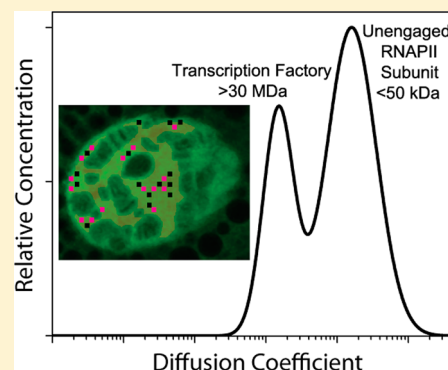 Unengaged
RNAPII
Subunit
<50 kDa
Transcription Factory
>30 MDa
Relative Concentration
Diffusion Coefficient